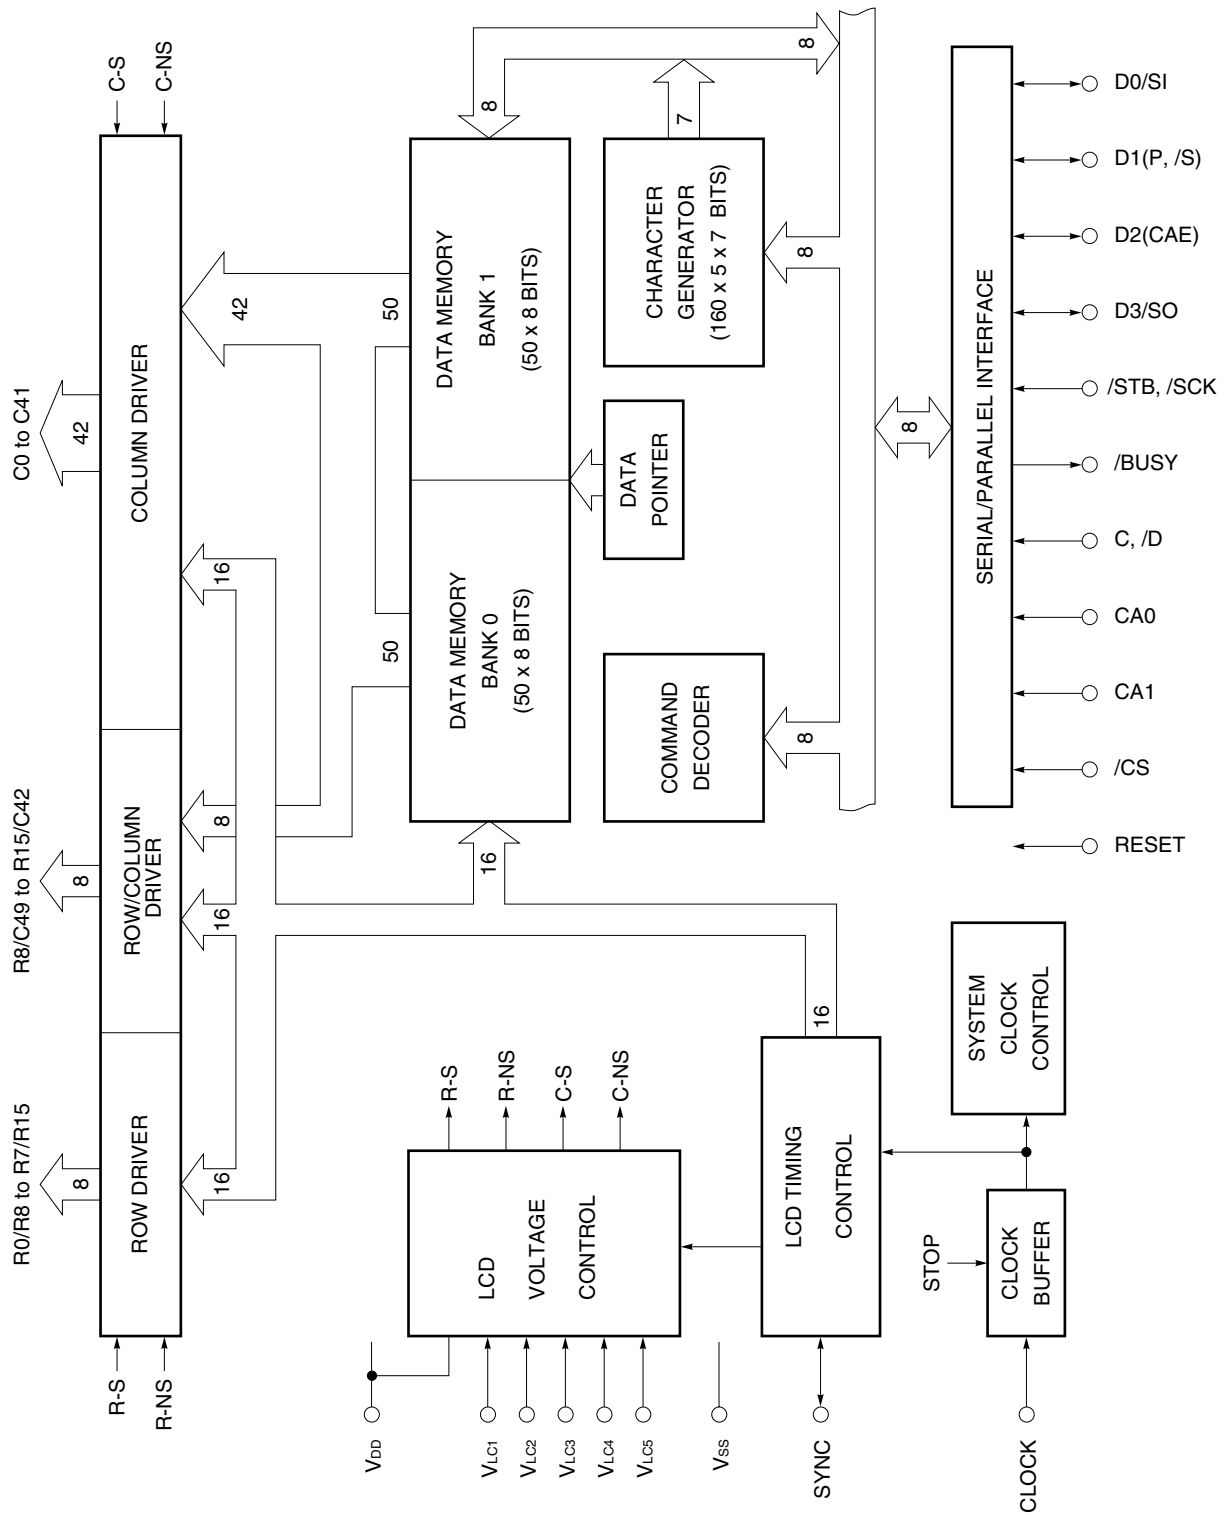 R0/R8 to R7/R15
R8/C49 to R15/C42
C0 to C41
8
8
42
R-S
R-NS
ROW DRIVER
ROW/COLUMN
DRIVER
COLUMN DRIVER
C-S
C-NS
16
16
8
16
42
VDD
VLC1
VLC2
VLC3
VLC4
VLC5
VSS
LCD
VOLTAGE
CONTROL
R-S
R-NS
C-S
C-NS
50
50
16
DATA MEMORY
BANK 0
(50 x 8 BITS)
DATA MEMORY
BANK 1
(50 x 8 BITS)
8
8
DATA
POINTER
COMMAND
DECODER
CHARACTER
GENERATOR
(160 x 5 x 7 BITS)
7
8
8
SYNC
LCD TIMING
CONTROL
16
8
STOP
CLOCK
CLOCK
BUFFER
SYSTEM
CLOCK
CONTROL
SERIAL/PARALLEL INTERFACE
RESET
/CS
CA1
CA0
C, /D
/BUSY
/STB, /SCK
D3/SO
D2(CAE)
D1(P, /S)
D0/SI